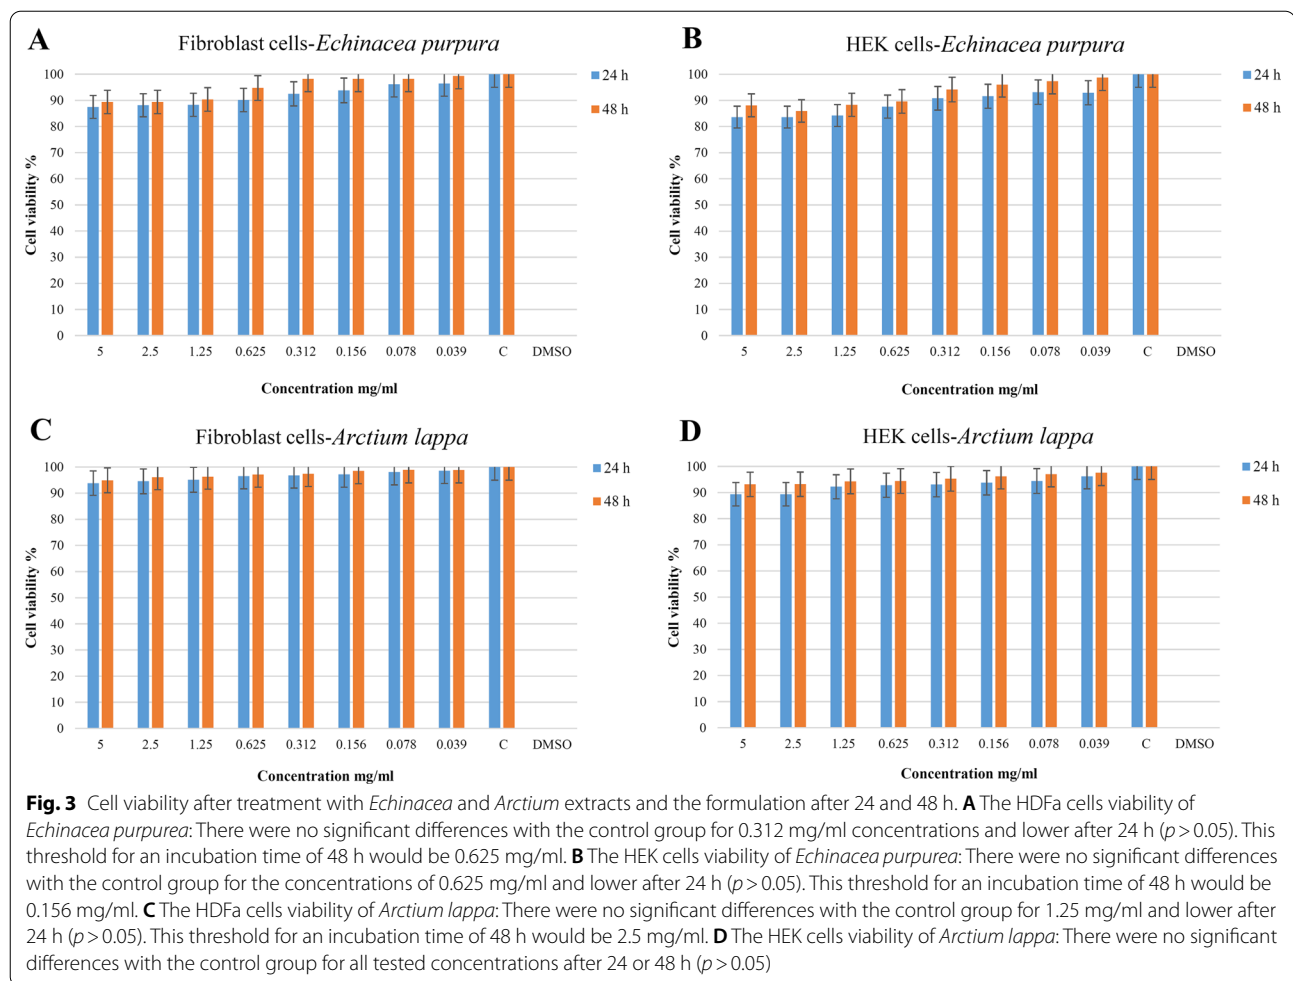 A
Fibroblast cells-Echinacea purpura
100
90
80
70
60
50
40
30
20
10
0
Cell viability %
5 2.5 1.25 0.625 0.312 0.156 0.078 0.039 C DMSO
Concentration mg/ml
24 h
48 h
B
HEK cells-Echinacea purpura
100
90
80
70
60
50
40
30
20
10
0
Cell viability %
5 2.5 1.25 0.625 0.312 0.156 0.078 0.039 C DMSO
Concentration mg/ml
24 h
48 h
C
Fibroblast cells-Arctium lappa
100
90
80
70
60
50
40
30
20
10
0
Cell viability %
5 2.5 1.25 0.625 0.312 0.156 0.078 0.039 C DMSO
Concentration mg/ml
24 h
48 h
D
HEK cells-Arctium lappa
100
90
80
70
60
50
40
30
20
10
0
Cell viability %
5 2.5 1.25 0.625 0.312 0.156 0.078 0.039 C DMSO
Concentration mg/ml
24 h
48 h
Fig. 3 Cell viability after treatment with Echinacea and Arctium extracts and the formulation after 24 and 48 h. A The HDFa cells viability of
Echinacea purpurea: There were no significant differences with the control group for 0.312 mg/ml concentrations and lower after 24 h (p > 0.05). This
threshold for an incubation time of 48 h would be 0.625 mg/ml. B The HEK cells viability of Echinacea purpurea: There were no significant differences
with the control group for the concentrations of 0.625 mg/ml and lower after 24 h (p > 0.05). This threshold for an incubation time of 48 h would be
0.156 mg/ml. C The HDFa cells viability of Arctium lappa: There were no significant differences with the control group for 1.25 mg/ml and lower after
24 h (p > 0.05). This threshold for an incubation time of 48 h would be 2.5 mg/ml. D The HEK cells viability of Arctium lappa: There were no significant
differences with the control group for all tested concentrations after 24 or 48 h (p > 0.05)